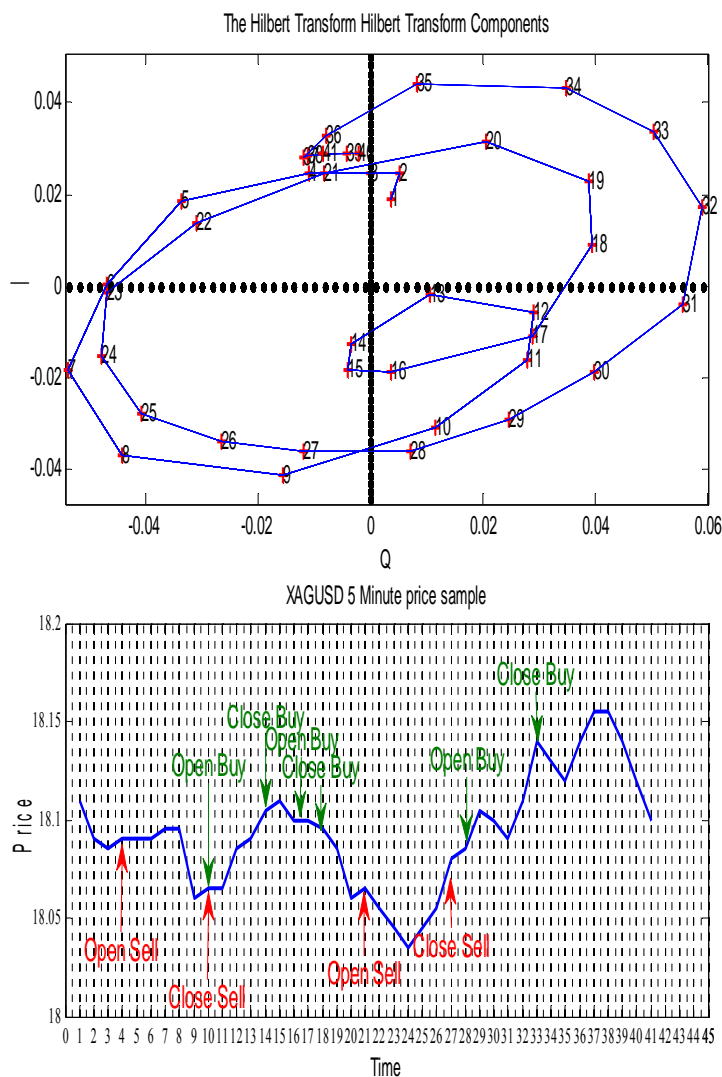 The Hilbert Transform Hilbert Transform Components
35
34
0.04
36
33
20
41 39
21
3
2
0.02
5
19
1
32
22
18
I
0
6
23
13
31
12
14
17
24
11
-0.02
7
15
16
30
25
29
10
26
27
28
-0.04
8
9
-0.04 -0.02 0 0.02 0.04 0.06
Q
XAGUSD 5 Minute price sample
18.2
Close Buy
18.15
Close Buy
Open Buy
Open Buy
Close Buy
Open Buy
Price
18.1
18.05
Open Sell
Close Sell
Open Sell
Close Sell
18
0 1 2 3 4 5 6 7 8 9 10 11 12 13 14 15 16 17 18 19 20 21 22 23 24 25 26 27 28 29 30 31 32 33 34 35 36 37 38 39 40 41 42 43 44 45
Time